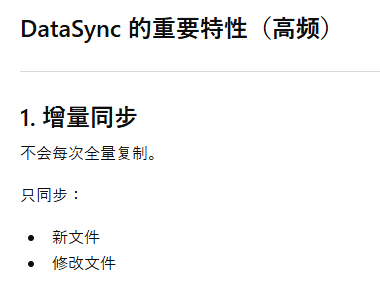 DataSync 的重要特性（高频）
1. 增量同步
不会每次全量复制。
只同步：
• 新文件
• 修改文件